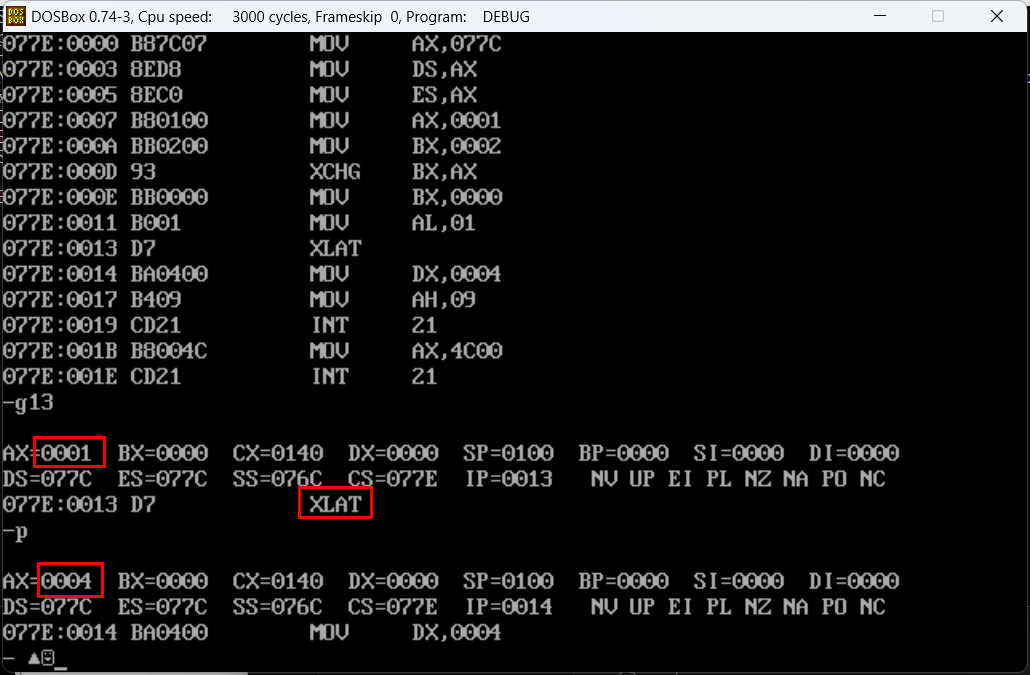 DOSBox 0.74-3, Cpu speed: 3000 cycles, Frameskip 0, Program: DEBUG
077E:0000 B87C07 MOV AX,077C
077E:0003 8ED8 MOV DS,AX
077E:0005 8EC0 MOV ES,AX
077E:0007 B80100 MOV AX,0001
077E:000A BB0200 MOV BX,0002
077E:000D 93 XCHG BX,AX
077E:000E BB0000 MOV BX,0000
077E:0011 B001 MOV AL,01
077E:0013 D7 XLAT
077E:0014 BA0400 MOV DX,0004
077E:0017 B409 MOV AH,09
077E:0019 CD21 INT 21
077E:001B B8004C MOV AX,4C00
077E:001E CD21 INT 21
-g13
AX=0001 BX=0000 CX=0140 DX=0000 SP=0100 BP=0000 SI=0000 DI=0000
DS=077C ES=077C SS=076C CS=077E IP=0013 NV UP EI PL NZ NA PO NC
077E:0013 D7 XLAT
-p
AX=0004 BX=0000 CX=0140 DX=0000 SP=0100 BP=0000 SI=0000 DI=0000
DS=077C ES=077C SS=076C CS=077E IP=0014 NV UP EI PL NZ NA PO NC
077E:0014 BA0400 MOV DX,0004
- ▲☺_